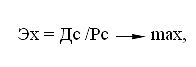 Эх = Дс /Рс → max,